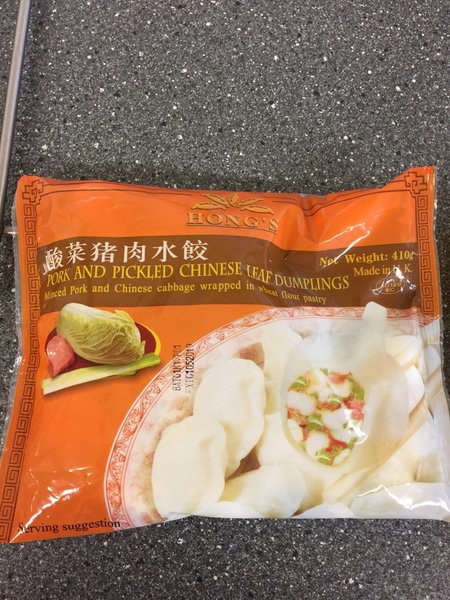 HONG'S
酸菜猪肉水餃
PORK AND PICKLED CHINESE LEAF DUMPLINGS
Minced Pork and Chinese cabbage wrapped in wheat flour pastry
Net Weight: 410g
Made in U.K.
Serving suggestion